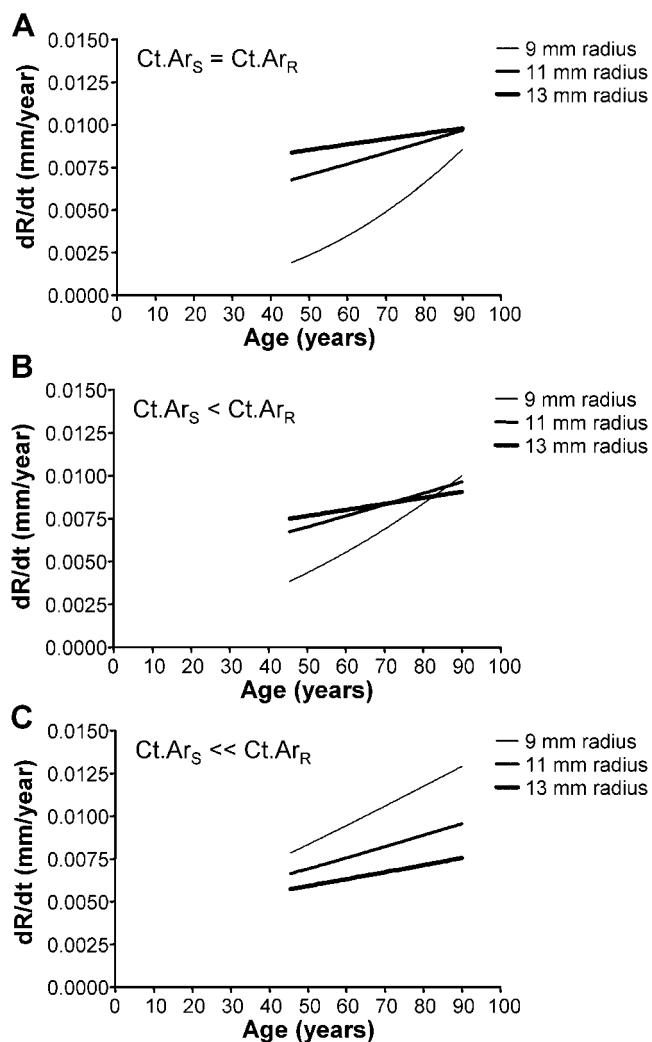 A
0.0150
Ct.ArS = Ct.ArR
9 mm radius
11 mm radius
13 mm radius
0.0125
0.0100
0.0075
0.0050
0.0025
0.0000
dR/dt (mm/year)
0 10 20 30 40 50 60 70 80 90 100
Age (years)
B
0.0150
Ct.ArS < Ct.ArR
9 mm radius
11 mm radius
13 mm radius
0.0125
0.0100
0.0075
0.0050
0.0025
0.0000
dR/dt (mm/year)
0 10 20 30 40 50 60 70 80 90 100
Age (years)
C
0.0150
Ct.ArS << Ct.ArR
9 mm radius
11 mm radius
13 mm radius
0.0125
0.0100
0.0075
0.0050
0.0025
0.0000
dR/dt (mm/year)
0 10 20 30 40 50 60 70 80 90 100
Age (years)